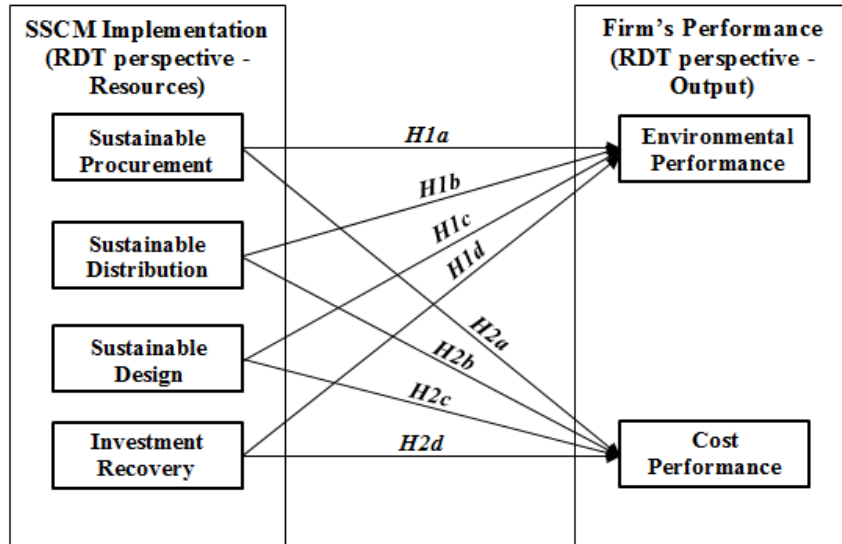 SSCM Implementation
(RDT perspective -
Resources)
Sustainable
Procurement
Sustainable
Distribution
Sustainable
Design
Investment
Recovery
H1a
H1b
H1c
H1d
H2a
H2b
H2c
H2d
Firm's Performance
(RDT perspective -
Output)
Environmental
Performance
Cost
Performance